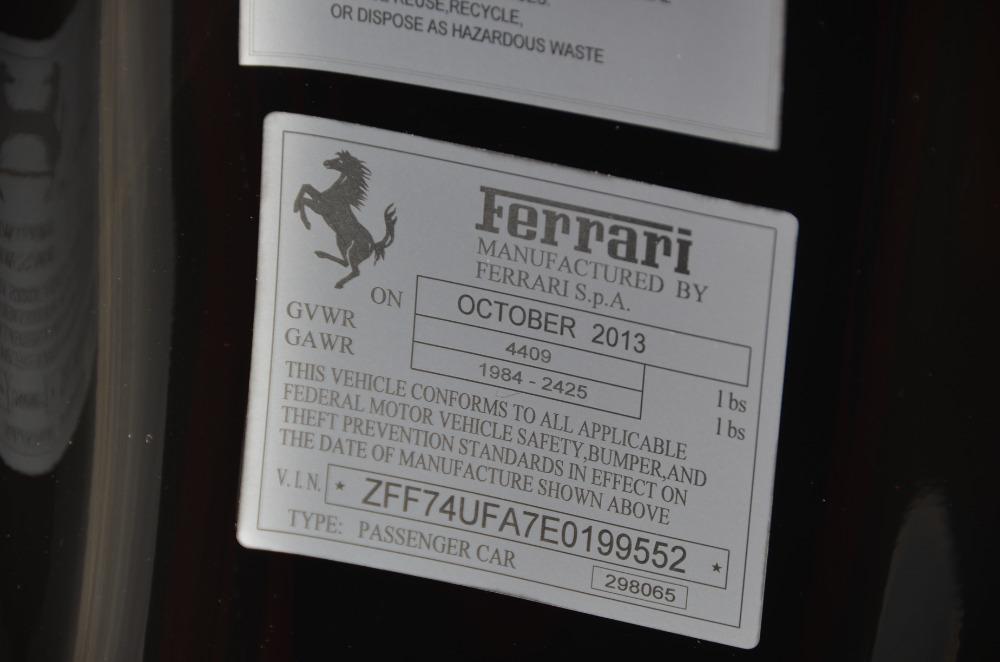 REUSE,RECYCLE,
OR DISPOSE AS HAZARDOUS WASTE
Ferrari
MANUFACTURED BY
FERRARI S.p.A.
ON OCTOBER 2013
GVWR 4409 lbs
GAWR 1984 - 2425 lbs
THIS VEHICLE CONFORMS TO ALL APPLICABLE
FEDERAL MOTOR VEHICLE SAFETY,BUMPER,AND
THEFT PREVENTION STANDARDS IN EFFECT ON
THE DATE OF MANUFACTURE SHOWN ABOVE
V.I.N. * ZFF74UFA7E0199552 *
TYPE: PASSENGER CAR
298065